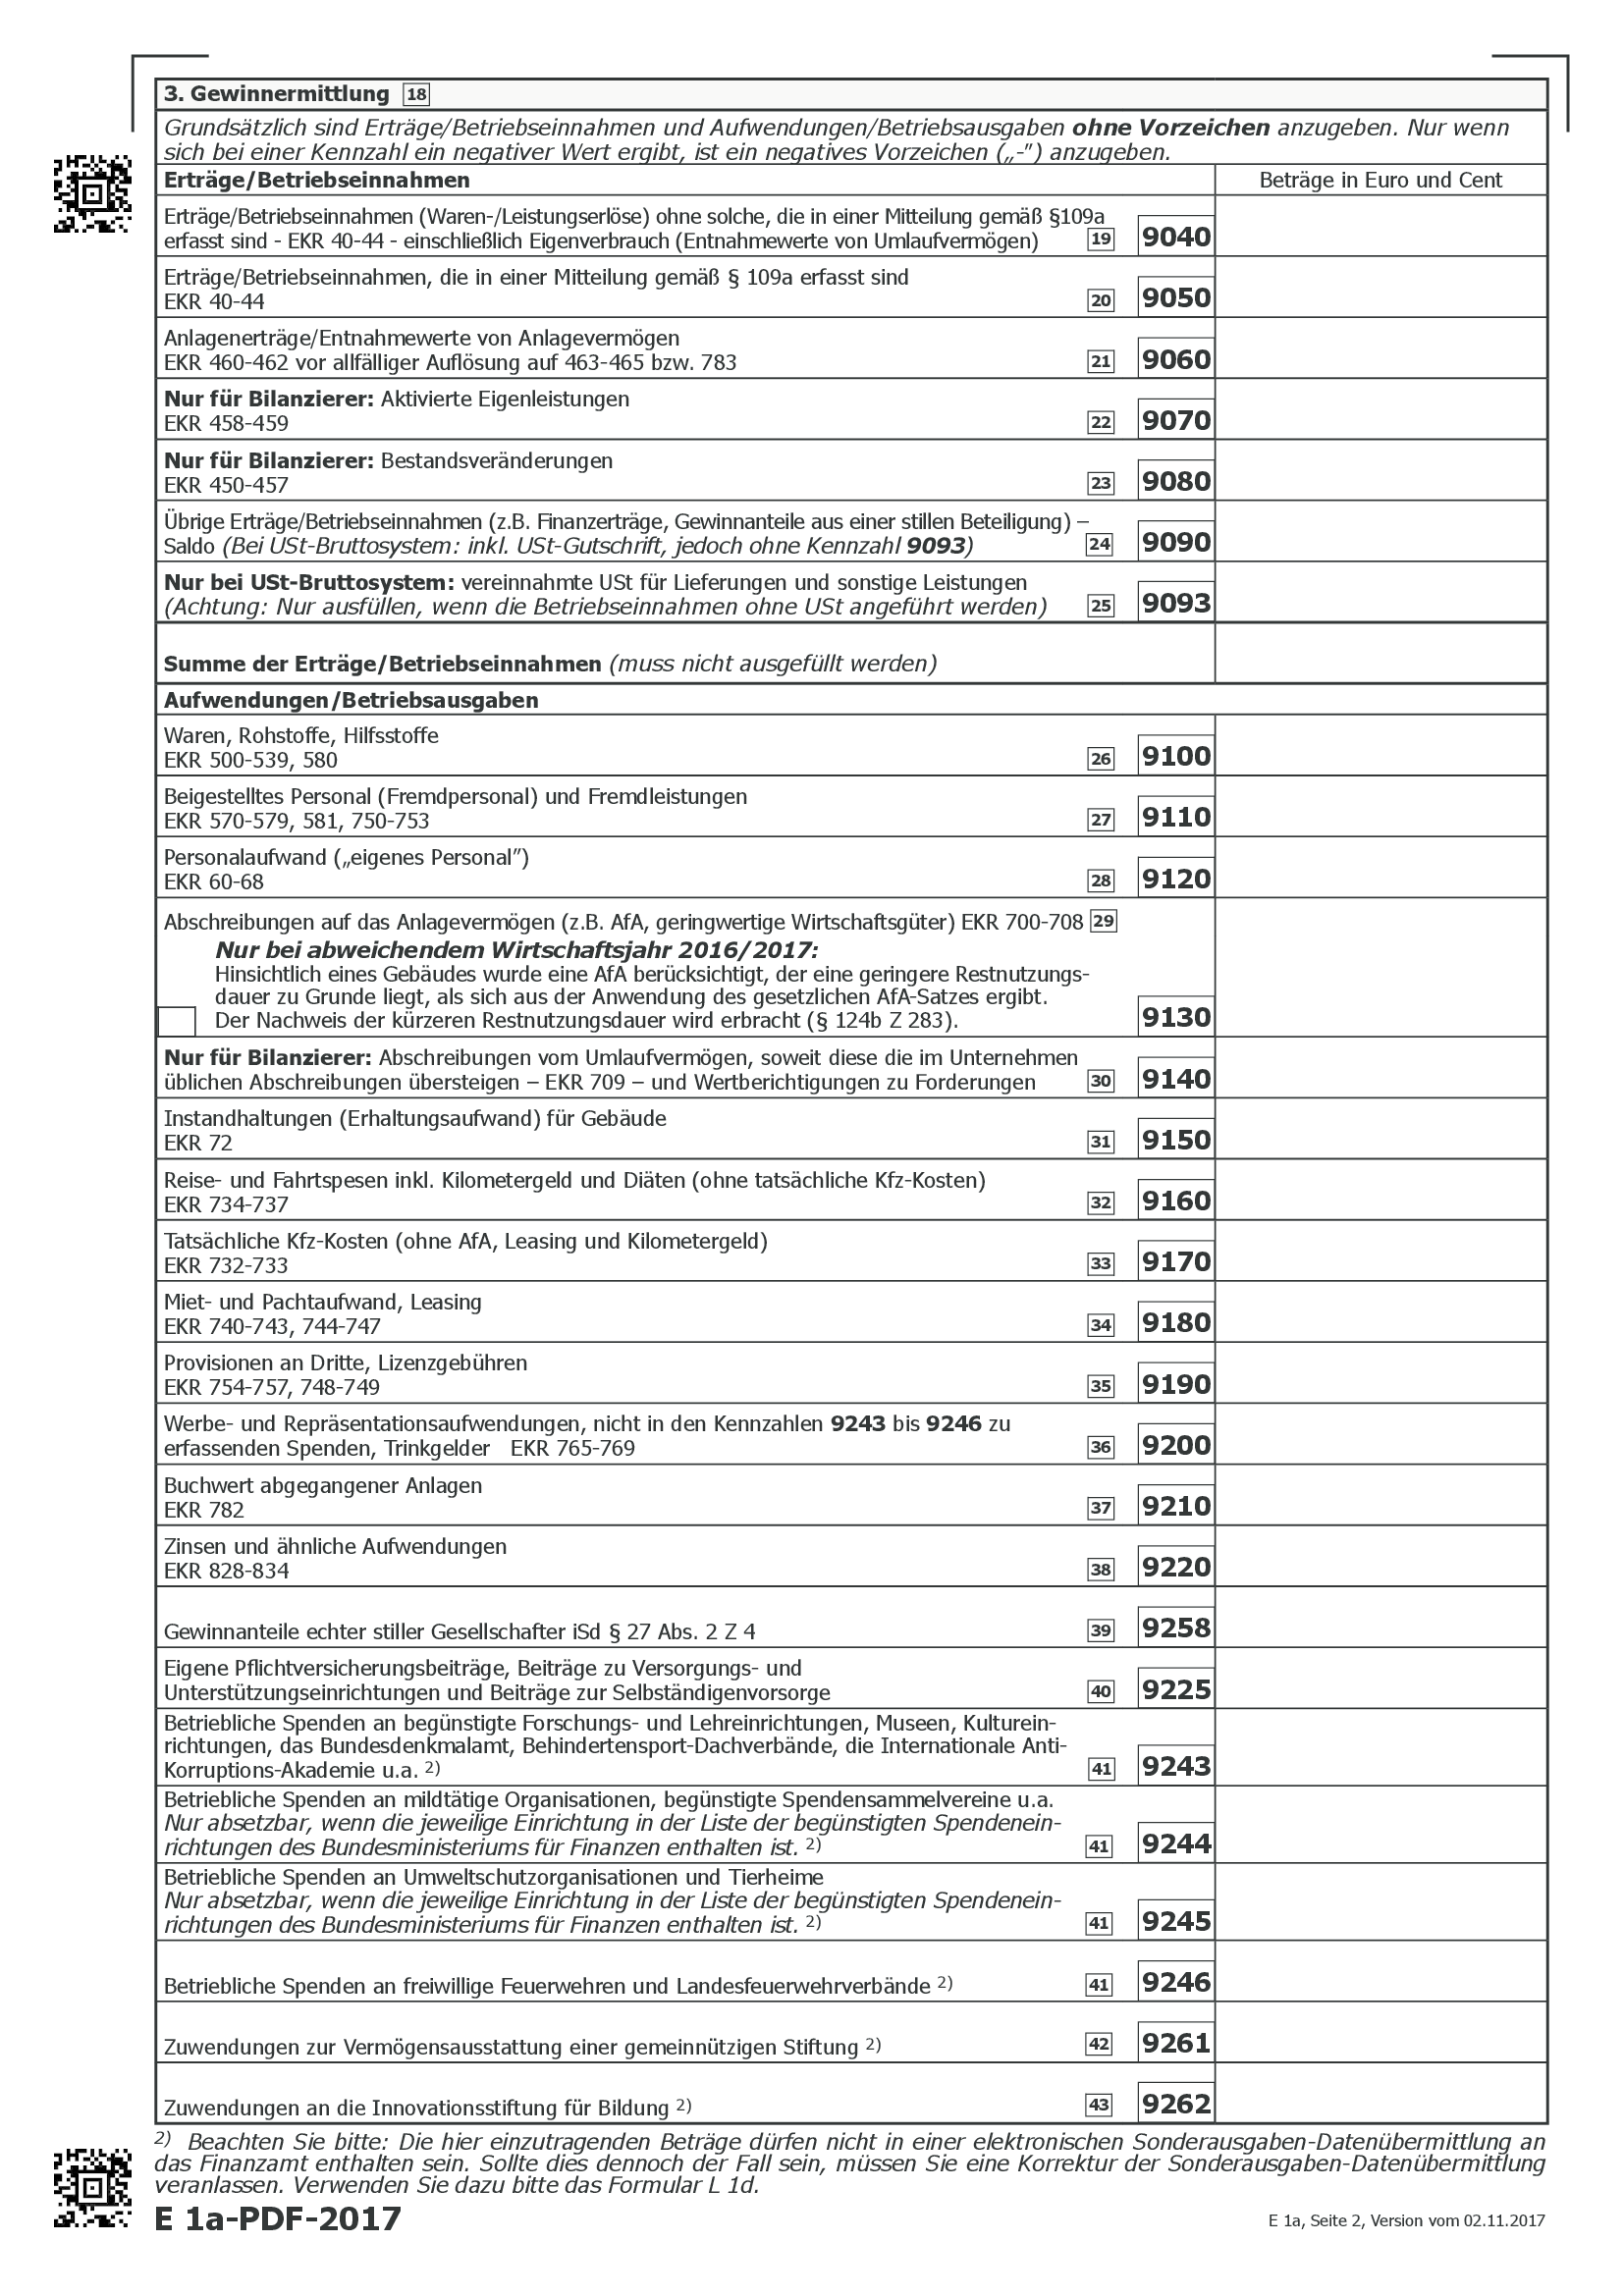 3. Gewinnermittlung 18
Grundsätzlich sind Erträge/Betriebseinnahmen und Aufwendungen/Betriebsausgaben ohne Vorzeichen anzugeben. Nur wenn
sich bei einer Kennzahl ein negativer Wert ergibt, ist ein negatives Vorzeichen („-") anzugeben.
Erträge/Betriebseinnahmen Beträge in Euro und Cent
Erträge/Betriebseinnahmen (Waren-/Leistungserlöse) ohne solche, die in einer Mitteilung gemäß §109a
erfasst sind - EKR 40-44 - einschließlich Eigenverbrauch (Entnahmewerte von Umlaufvermögen) 19 9040
Erträge/Betriebseinnahmen, die in einer Mitteilung gemäß § 109a erfasst sind
EKR 40-44 20 9050
Anlagenerträge/Entnahmewerte von Anlagevermögen
EKR 460-462 vor allfälliger Auflösung auf 463-465 bzw. 783 21 9060
Nur für Bilanzierer: Aktivierte Eigenleistungen
EKR 458-459 22 9070
Nur für Bilanzierer: Bestandsveränderungen
EKR 450-457 23 9080
Übrige Erträge/Betriebseinnahmen (z.B. Finanzerträge, Gewinnanteile aus einer stillen Beteiligung) –
Saldo (Bei USt-Bruttosystem: inkl. USt-Gutschrift, jedoch ohne Kennzahl 9093) 24 9090
Nur bei USt-Bruttosystem: vereinnahmte USt für Lieferungen und sonstige Leistungen
(Achtung: Nur ausfüllen, wenn die Betriebseinnahmen ohne USt angeführt werden) 25 9093
Summe der Erträge/Betriebseinnahmen (muss nicht ausgefüllt werden)
Aufwendungen/Betriebsausgaben
Waren, Rohstoffe, Hilfsstoffe
EKR 500-539, 580 26 9100
Beigestelltes Personal (Fremdpersonal) und Fremdleistungen
EKR 570-579, 581, 750-753 27 9110
Personalaufwand („eigenes Personal")
EKR 60-68 28 9120
Abschreibungen auf das Anlagevermögen (z.B. AfA, geringwertige Wirtschaftsgüter) EKR 700-708 29
Nur bei abweichendem Wirtschaftsjahr 2016/2017:
Hinsichtlich eines Gebäudes wurde eine AfA berücksichtigt, der eine geringere Restnutzungs-
dauer zu Grunde liegt, als sich aus der Anwendung des gesetzlichen AfA-Satzes ergibt.
Der Nachweis der kürzeren Restnutzungsdauer wird erbracht (§ 124b Z 283). 9130
Nur für Bilanzierer: Abschreibungen vom Umlaufvermögen, soweit diese die im Unternehmen
üblichen Abschreibungen übersteigen – EKR 709 – und Wertberichtigungen zu Forderungen 30 9140
Instandhaltungen (Erhaltungsaufwand) für Gebäude
EKR 72 31 9150
Reise- und Fahrtspesen inkl. Kilometergeld und Diäten (ohne tatsächliche Kfz-Kosten)
EKR 734-737 32 9160
Tatsächliche Kfz-Kosten (ohne AfA, Leasing und Kilometergeld)
EKR 732-733 33 9170
Miet- und Pachtaufwand, Leasing
EKR 740-743, 744-747 34 9180
Provisionen an Dritte, Lizenzgebühren
EKR 754-757, 748-749 35 9190
Werbe- und Repräsentationsaufwendungen, nicht in den Kennzahlen 9243 bis 9246 zu
erfassenden Spenden, Trinkgelder EKR 765-769 36 9200
Buchwert abgegangener Anlagen
EKR 782 37 9210
Zinsen und ähnliche Aufwendungen
EKR 828-834 38 9220
Gewinnanteile echter stiller Gesellschafter iSd § 27 Abs. 2 Z 4 39 9258
Eigene Pflichtversicherungsbeiträge, Beiträge zu Versorgungs- und
Unterstützungseinrichtungen und Beiträge zur Selbständigenvorsorge 40 9225
Betriebliche Spenden an begünstigte Forschungs- und Lehreinrichtungen, Museen, Kulturein-
richtungen, das Bundesdenkmalamt, Behindertensport-Dachverbände, die Internationale Anti-
Korruptions-Akademie u.a. 2) 41 9243
Betriebliche Spenden an mildtätige Organisationen, begünstigte Spendensammelvereine u.a.
Nur absetzbar, wenn die jeweilige Einrichtung in der Liste der begünstigten Spendenein-
richtungen des Bundesministeriums für Finanzen enthalten ist. 2) 41 9244
Betriebliche Spenden an Umweltschutzorganisationen und Tierheime
Nur absetzbar, wenn die jeweilige Einrichtung in der Liste der begünstigten Spendenein-
richtungen des Bundesministeriums für Finanzen enthalten ist. 2) 41 9245
Betriebliche Spenden an freiwillige Feuerwehren und Landesfeuerwehrverbände 2) 41 9246
Zuwendungen zur Vermögensausstattung einer gemeinnützigen Stiftung 2) 42 9261
Zuwendungen an die Innovationsstiftung für Bildung 2) 43 9262
2) Beachten Sie bitte: Die hier einzutragenden Beträge dürfen nicht in einer elektronischen Sonderausgaben-Datenübermittlung an
das Finanzamt enthalten sein. Sollte dies dennoch der Fall sein, müssen Sie eine Korrektur der Sonderausgaben-Datenübermittlung
veranlassen. Verwenden Sie dazu bitte das Formular L 1d.
E 1a-PDF-2017 E 1a, Seite 2, Version vom 02.11.2017